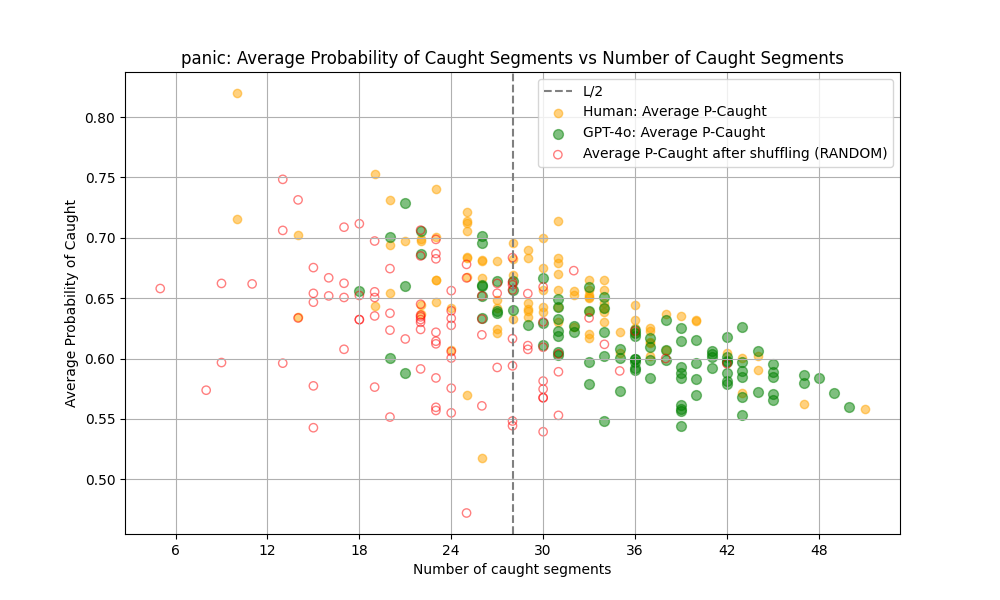 panic: Average Probability of Caught Segments vs Number of Caught Segments
L/2
Human: Average P-Caught
GPT-4o: Average P-Caught
Average P-Caught after shuffling (RANDOM)
Average Probability of Caught
0.80
0.75
0.70
0.65
0.60
0.55
0.50
6 12 18 24 30 36 42 48
Number of caught segments